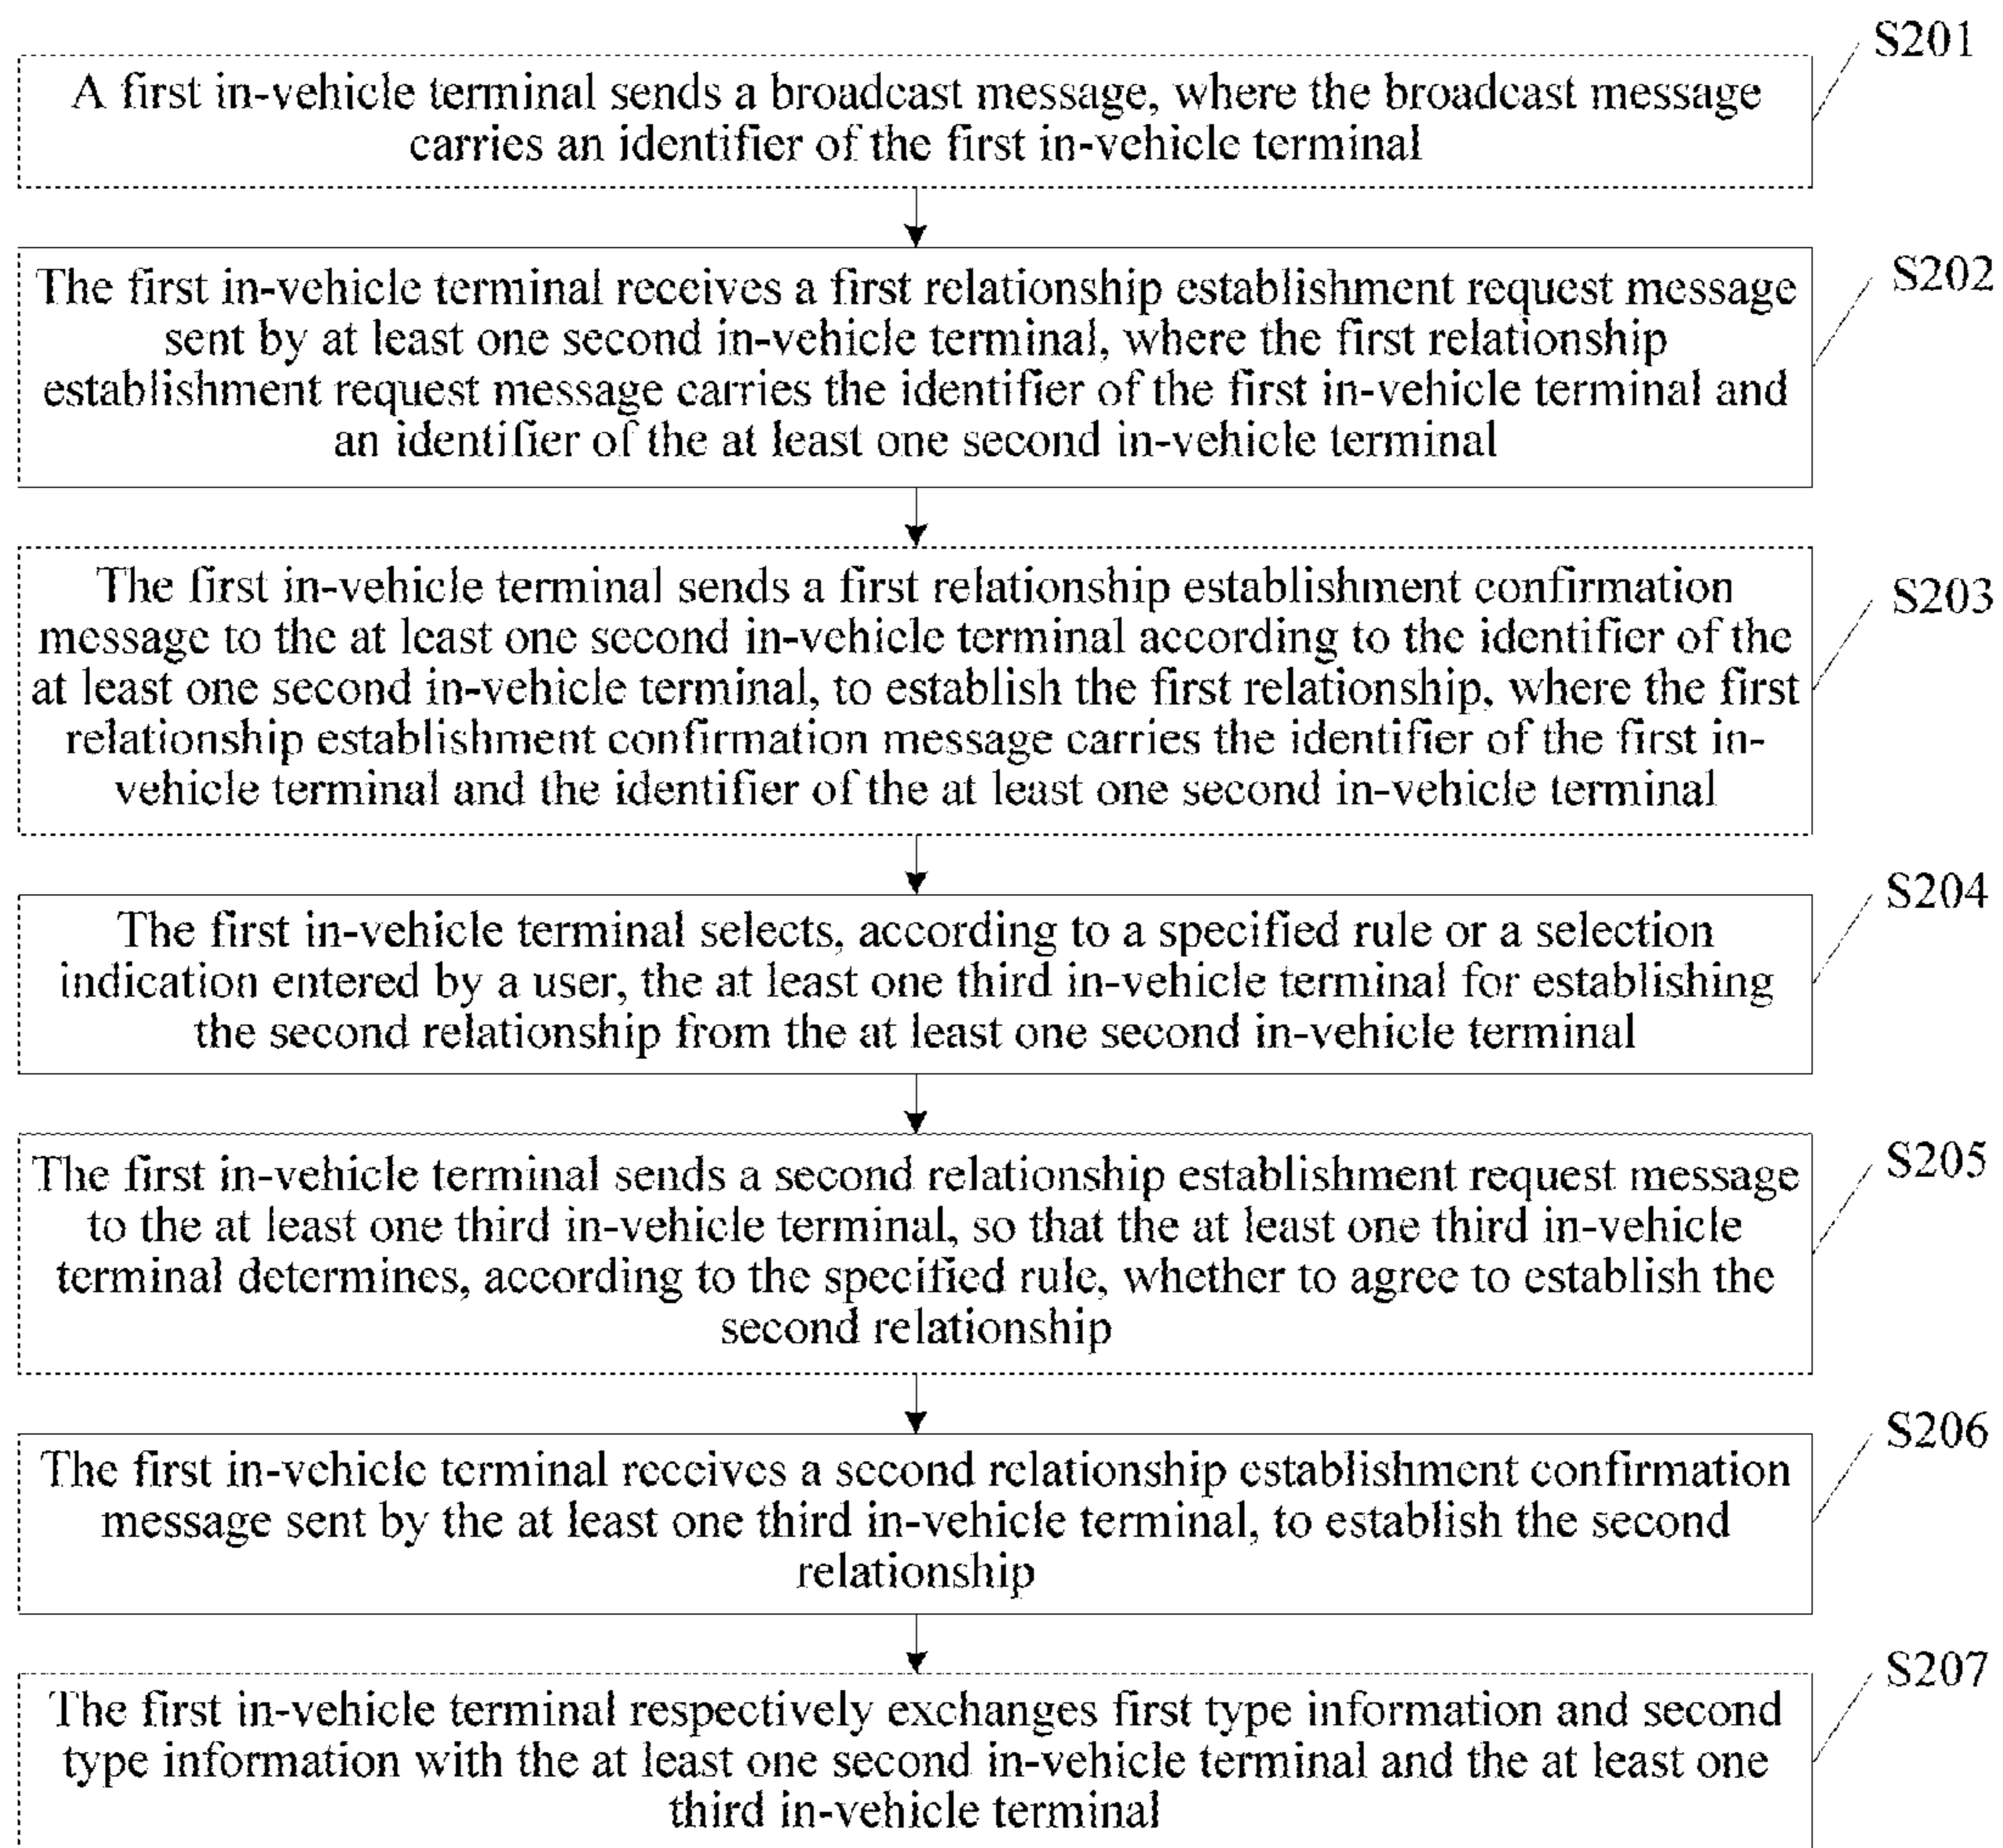 S201
A first in-vehicle terminal sends a broadcast message, where the broadcast message
carries an identifier of the first in-vehicle terminal
S202
The first in-vehicle terminal receives a first relationship establishment request message
sent by at least one second in-vehicle terminal, where the first relationship
establishment request message carries the identifier of the first in-vehicle terminal and
an identifier of the at least one second in-vehicle terminal
S203
The first in-vehicle terminal sends a first relationship establishment confirmation
message to the at least one second in-vehicle terminal according to the identifier of the
at least one second in-vehicle terminal, to establish the first relationship, where the first
relationship establishment confirmation message carries the identifier of the first in-
vehicle terminal and the identifier of the at least one second in-vehicle terminal
S204
The first in-vehicle terminal selects, according to a specified rule or a selection
indication entered by a user, the at least one third in-vehicle terminal for establishing
the second relationship from the at least one second in-vehicle terminal
S205
The first in-vehicle terminal sends a second relationship establishment request message
to the at least one third in-vehicle terminal, so that the at least one third in-vehicle
terminal determines, according to the specified rule, whether to agree to establish the
second relationship
S206
The first in-vehicle terminal receives a second relationship establishment confirmation
message sent by the at least one third in-vehicle terminal, to establish the second
relationship
S207
The first in-vehicle terminal respectively exchanges first type information and second
type information with the at least one second in-vehicle terminal and the at least one
third in-vehicle terminal